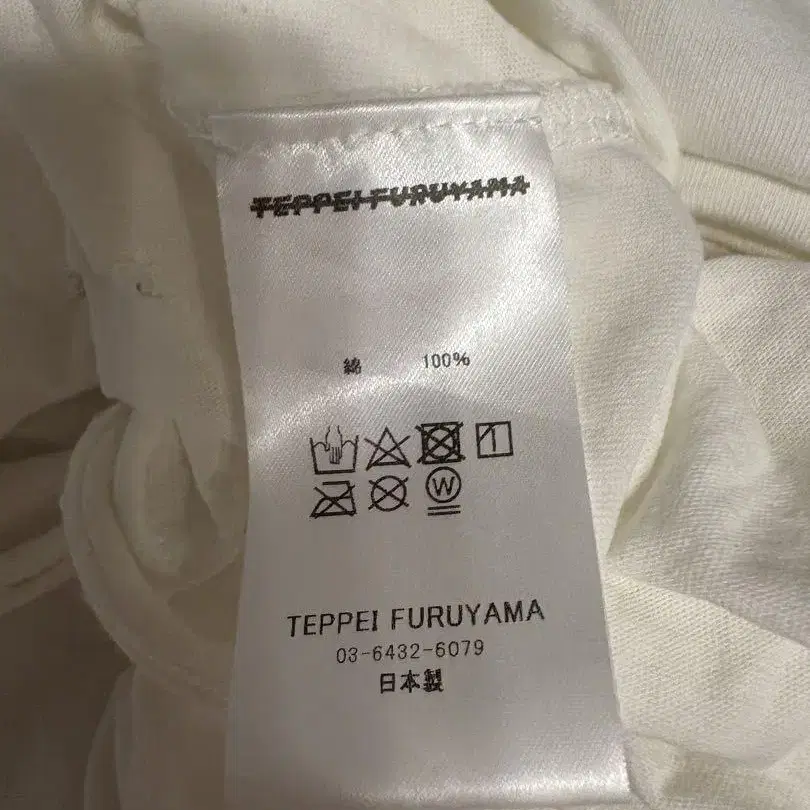 TEPPEI FURUYAMA
綿 100%
W
TEPPEI FURUYAMA
03-6432-6079
日本製